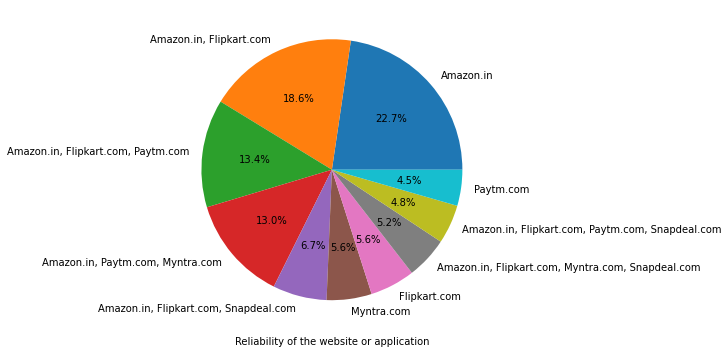 Amazon.in, Flipkart.com
Amazon.in
18.6%
22.7%
Amazon.in, Flipkart.com, Paytm.com
13.4%
4.5%
Paytm.com
4.8%
13.0%
5.2%
Amazon.in, Flipkart.com, Paytm.com, Snapdeal.com
6.7%
5.6%
5.6%
Amazon.in, Paytm.com, Myntra.com
Amazon.in, Flipkart.com, Myntra.com, Snapdeal.com
Flipkart.com
Amazon.in, Flipkart.com, Snapdeal.com
Myntra.com
Reliability of the website or application